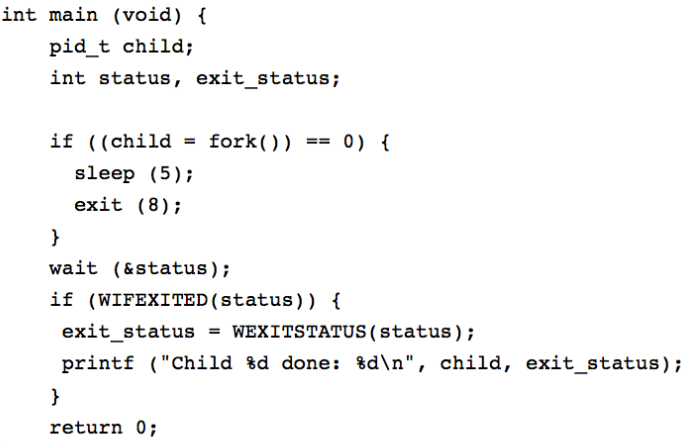 int main (void) {
    pid_t child;
    int status, exit_status;

    if ((child = fork()) == 0) {
      sleep (5);
      exit (8);
    }
    wait (&status);
    if (WIFEXITED(status)) {
     exit_status = WEXITSTATUS(status);
     printf ("Child %d done: %d\n", child, exit_status);
    }
    return 0;